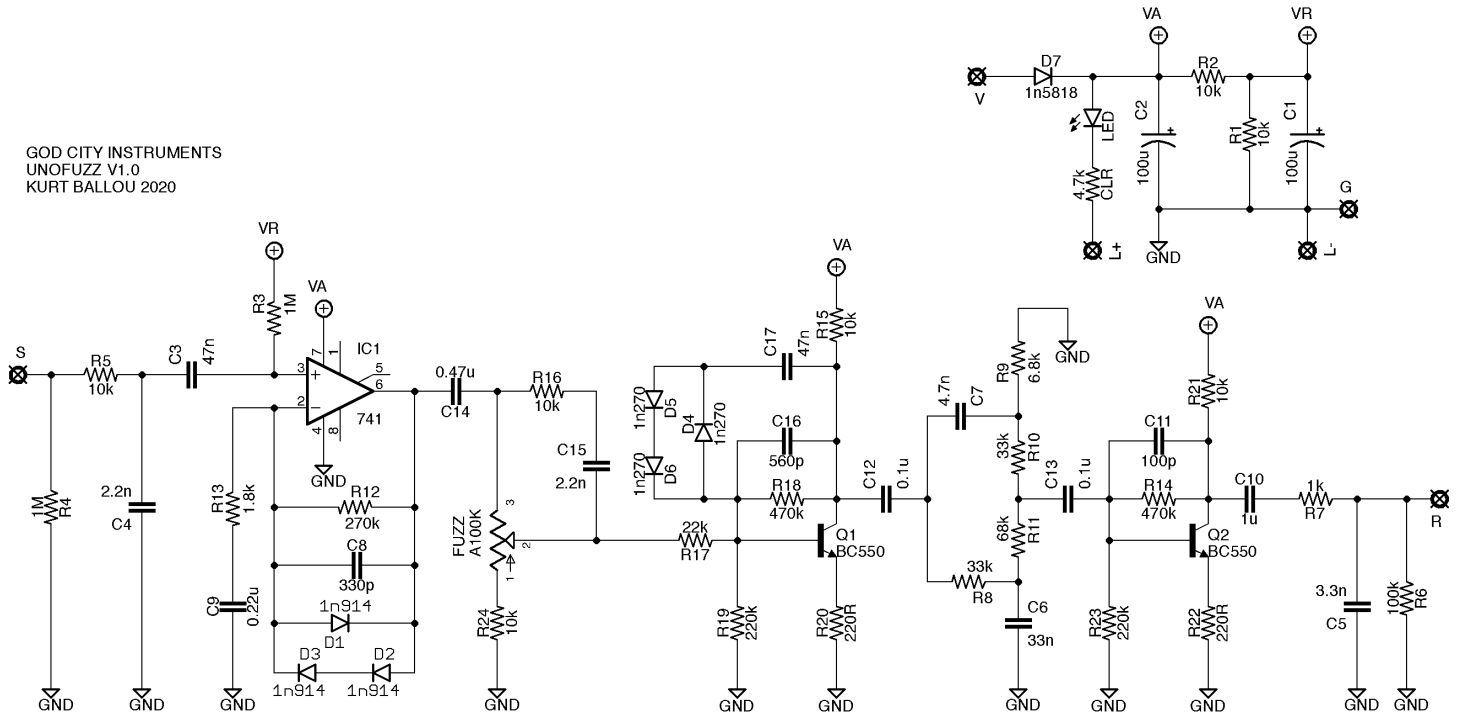 GOD CITY INSTRUMENTS
UNOFUZZ V1.0
KURT BALLOU 2020
VA
VR
V
D7
1n5818
R2
10k
LED
4.7k
CLR
L+
C2
100u
R1
10k
C1
100u
G
L-
GND
S
R5
10k
1M
R4
GND
2.2n
C4
GND
C3
47n
VR
R3
1M
VA
7
1
IC1
3
+
2
-
5
6
741
4
8
GND
R13
1.8k
C9
0.22u
GND
R12
270k
C8
330p
1n914
D1
D3
1n914
D2
1n914
0.47u
C14
R16
10k
C15
2.2n
FUZZ
A100K
3
2
1
R24
10k
GND
22k
R17
1n270
D5
1n270
D6
D4
1n270
C17
47n
C16
560p
R18
470k
VA
R15
10k
Q1
BC550
R19
220k
GND
R20
220R
GND
C12
0.1u
4.7n
C7
R9
6.8k
GND
33k
R10
68k
R11
33k
R8
C6
33n
GND
C13
0.1u
VA
R21
10k
C11
100p
R14
470k
Q2
BC550
R23
220k
GND
R22
220R
GND
C10
1u
1k
R7
R
3.3n
C5
GND
100k
R6
GND